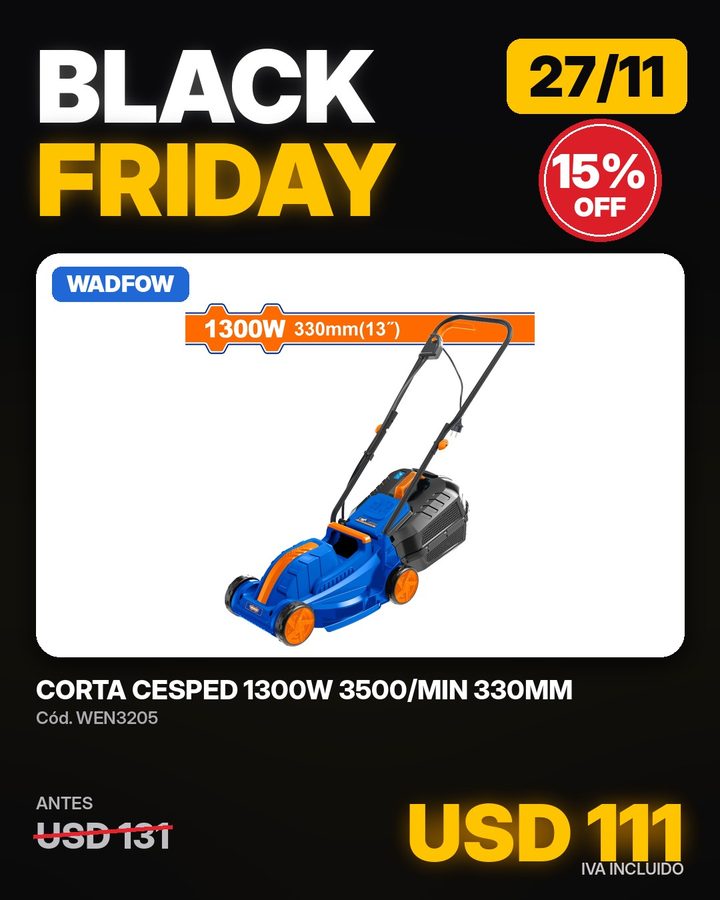 BLACK
FRIDAY
27/11
15%
OFF
WADFOW
1300W 330mm(13″)
CORTA CESPED 1300W 3500/MIN 330MM
Cód. WEN3205
ANTES
USD 131
USD 111
IVA INCLUIDO